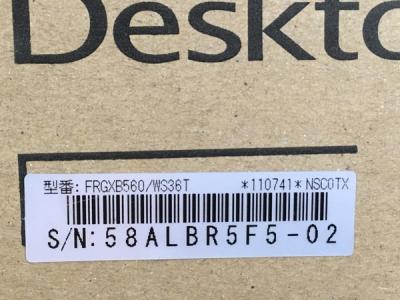 Deskto
型番: FRGXB560/WS36T *110741* NSC0TX
S/N: 58ALBR5F5-02